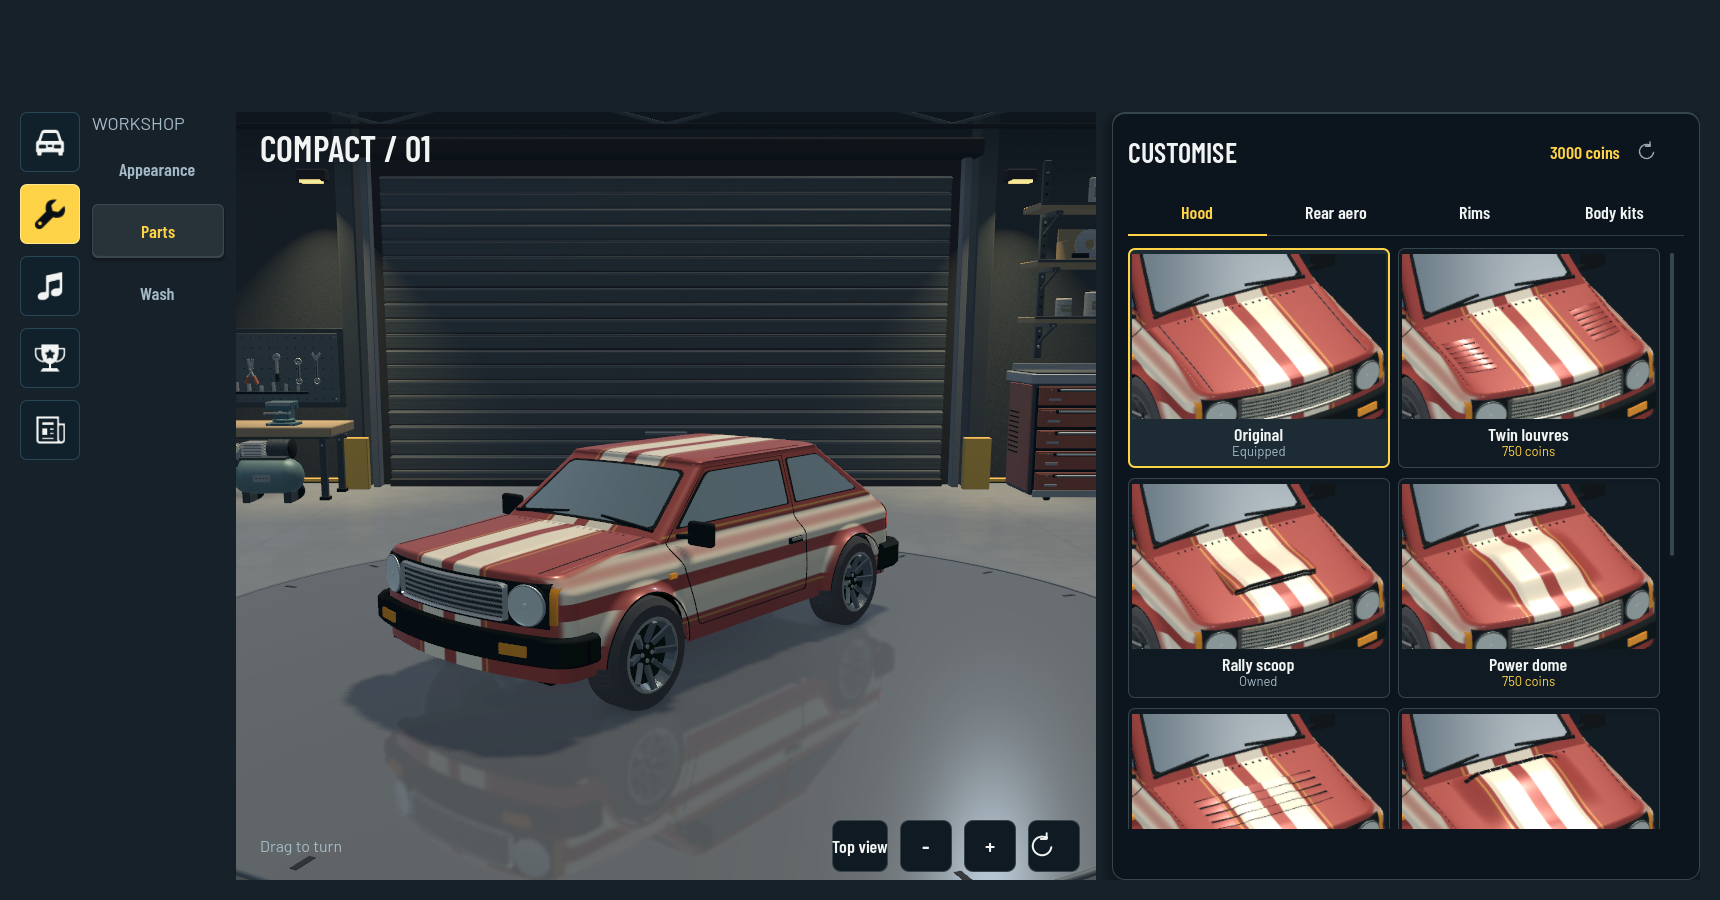 WORKSHOP
Appearance
Parts
Wash
COMPACT / 01
Drag to turn
Top view
-
+
CUSTOMISE
3000 coins
Hood
Rear aero
Rims
Body kits
Original
Equipped
Twin louvres
750 coins
Rally scoop
Owned
Power dome
750 coins